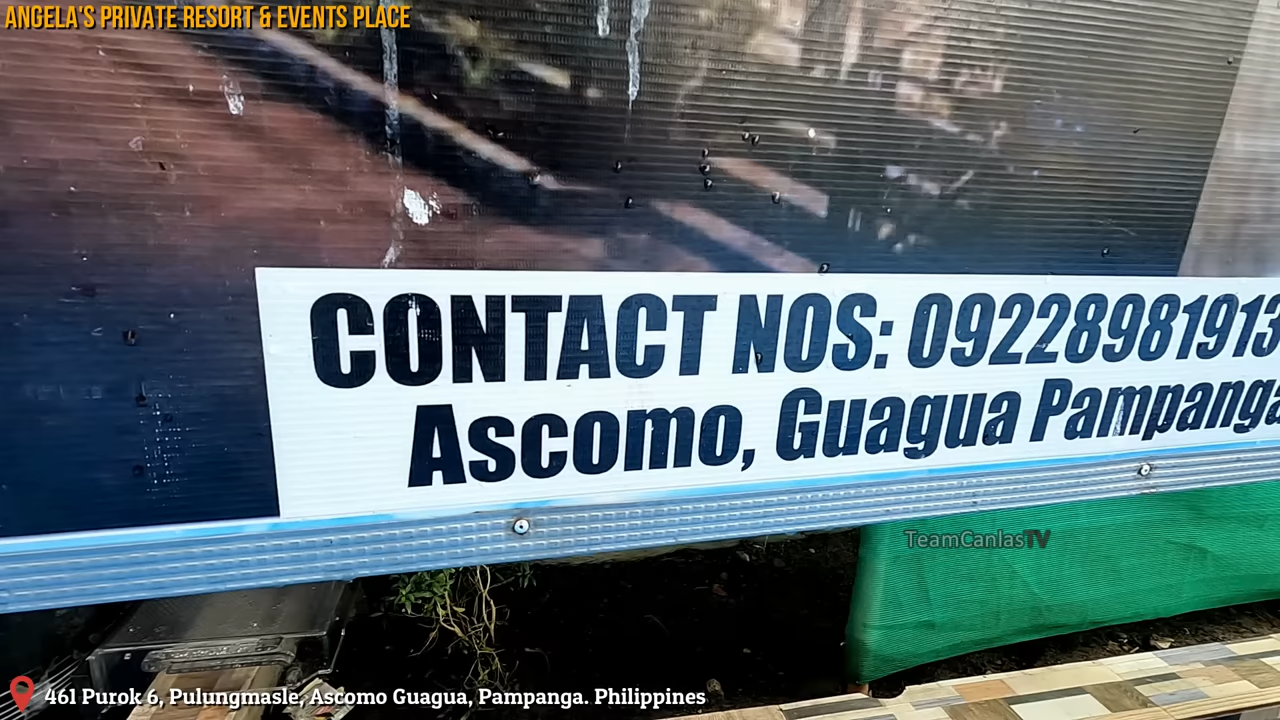 ANGELA'S PRIVATE RESORT & EVENTS PLACE
CONTACT NOS: 09228981913
Ascomo, Guagua Pampanga
TeamCanlasTV
461 Purok 6, Pulungmasle, Ascomo Guagua, Pampanga. Philippines